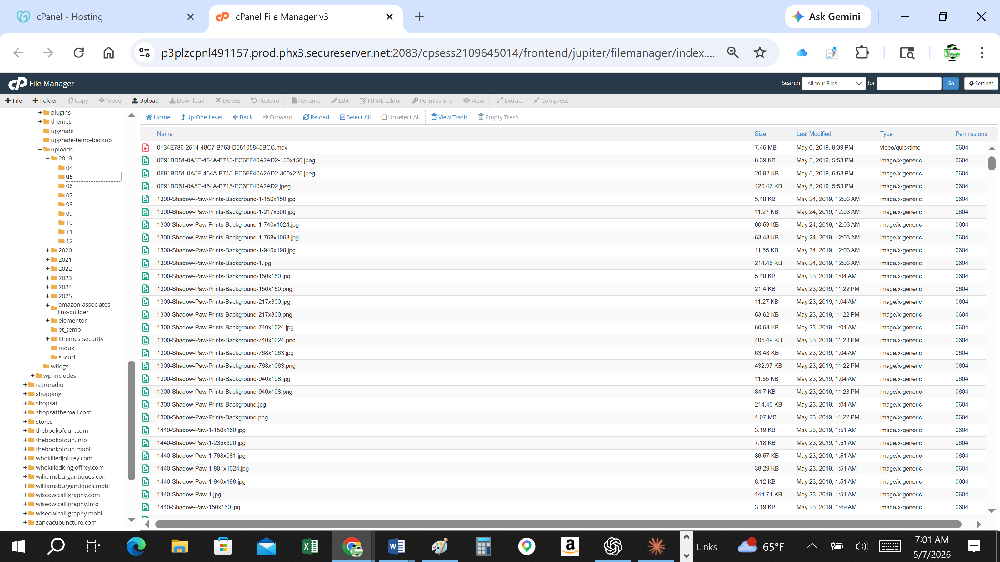 cPanel - Hosting
cPanel File Manager v3
Ask Gemini
p3plzcpnl491157.prod.phx3.secureserver.net:2083/cpsess2109645014/frontend/jupiter/filemanager/index....
cP File Manager
Search All Your Files for Go Settings
File Folder Copy Move Upload Download Delete Restore Rename Edit HTML Editor Permissions View Extract Compress
plugins
themes
upgrade
upgrade-temp-backup
uploads
2019
04
05
06
07
08
09
10
11
12
2020
2021
2022
2023
2024
2025
amazon-associates-
link-builder
elementor
et_temp
ithemes-security
redux
sucuri
wflogs
wp-includes
retroradio
shopping
shopsat
shopsatthemall.com
stores
thebookofduh.com
thebookofduh.info
thebookofduh.mobi
whokilledjoffrey.com
whokilledkingjoffrey.com
williamsburgantiques.com
williamsburgantiques.mobi
wiseowlcalligraphy.com
wiseowlcalligraphy.info
wiseowlcalligraphy.mobi
zaneacupuncture.com
Home Up One Level Back Forward Reload Select All Unselect All View Trash Empty Trash
Name Size Last Modified Type Permissions
0134E786-2514-48C7-B763-D55105845BCC.mov 7.45 MB May 6, 2019, 9:39 PM video/quicktime 0604
0F91BD51-0A5E-454A-B715-EC6FF40A2AD2-150x150.jpeg 8.39 KB May 5, 2019, 5:53 PM image/x-generic 0604
0F91BD51-0A5E-454A-B715-EC6FF40A2AD2-300x225.jpeg 20.92 KB May 5, 2019, 5:53 PM image/x-generic 0604
0F91BD51-0A5E-454A-B715-EC6FF40A2AD2.jpeg 120.47 KB May 5, 2019, 5:53 PM image/x-generic 0604
1300-Shadow-Paw-Prints-Background-1-150x150.jpg 5.48 KB May 24, 2019, 12:03 AM image/x-generic 0604
1300-Shadow-Paw-Prints-Background-1-217x300.jpg 11.27 KB May 24, 2019, 12:03 AM image/x-generic 0604
1300-Shadow-Paw-Prints-Background-1-740x1024.jpg 60.53 KB May 24, 2019, 12:03 AM image/x-generic 0604
1300-Shadow-Paw-Prints-Background-1-768x1063.jpg 63.48 KB May 24, 2019, 12:03 AM image/x-generic 0604
1300-Shadow-Paw-Prints-Background-1-940x198.jpg 11.55 KB May 24, 2019, 12:03 AM image/x-generic 0604
1300-Shadow-Paw-Prints-Background-1.jpg 214.45 KB May 24, 2019, 12:03 AM image/x-generic 0604
1300-Shadow-Paw-Prints-Background-150x150.jpg 5.48 KB May 23, 2019, 1:04 AM image/x-generic 0604
1300-Shadow-Paw-Prints-Background-150x150.png 21.4 KB May 23, 2019, 11:22 PM image/x-generic 0604
1300-Shadow-Paw-Prints-Background-217x300.jpg 11.27 KB May 23, 2019, 1:04 AM image/x-generic 0604
1300-Shadow-Paw-Prints-Background-217x300.png 53.62 KB May 23, 2019, 11:22 PM image/x-generic 0604
1300-Shadow-Paw-Prints-Background-740x1024.jpg 60.53 KB May 23, 2019, 1:04 AM image/x-generic 0604
1300-Shadow-Paw-Prints-Background-740x1024.png 405.49 KB May 23, 2019, 11:23 PM image/x-generic 0604
1300-Shadow-Paw-Prints-Background-768x1063.jpg 63.48 KB May 23, 2019, 1:04 AM image/x-generic 0604
1300-Shadow-Paw-Prints-Background-768x1063.png 432.97 KB May 23, 2019, 11:22 PM image/x-generic 0604
1300-Shadow-Paw-Prints-Background-940x198.jpg 11.55 KB May 23, 2019, 1:04 AM image/x-generic 0604
1300-Shadow-Paw-Prints-Background-940x198.png 84.7 KB May 23, 2019, 11:23 PM image/x-generic 0604
1300-Shadow-Paw-Prints-Background.jpg 214.45 KB May 23, 2019, 1:04 AM image/x-generic 0604
1300-Shadow-Paw-Prints-Background.png 1.07 MB May 23, 2019, 11:22 PM image/x-generic 0604
1440-Shadow-Paw-1-150x150.jpg 3.19 KB May 23, 2019, 1:51 AM image/x-generic 0604
1440-Shadow-Paw-1-235x300.jpg 7.18 KB May 23, 2019, 1:51 AM image/x-generic 0604
1440-Shadow-Paw-1-768x981.jpg 36.57 KB May 23, 2019, 1:51 AM image/x-generic 0604
1440-Shadow-Paw-1-801x1024.jpg 38.29 KB May 23, 2019, 1:51 AM image/x-generic 0604
1440-Shadow-Paw-1-940x198.jpg 8.12 KB May 23, 2019, 1:51 AM image/x-generic 0604
1440-Shadow-Paw-1.jpg 144.71 KB May 23, 2019, 1:51 AM image/x-generic 0604
1440-Shadow-Paw-150x150.jpg 3.19 KB May 23, 2019, 1:49 AM image/x-generic 0604
Links 1 65°F 7:01 AM
5/7/2026